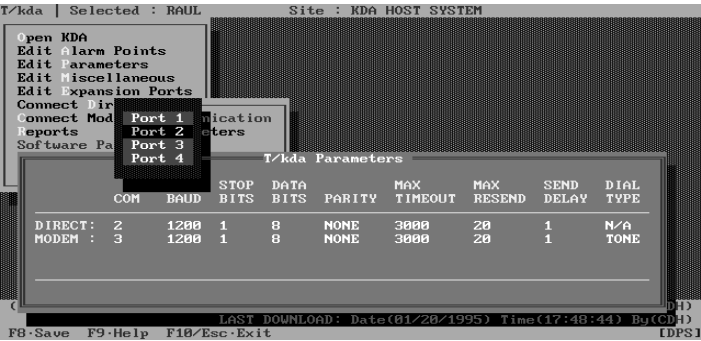 T/kda | Selected : RAUL Site : KDA HOST SYSTEM
Open KDA
Edit Alarm Points
Edit Parameters
Edit Miscellaneous
Edit Expansion Ports
Connect Dir
Connect Mod
Reports
Software Pa
nication
ters
Port 1
Port 2
Port 3
Port 4
T/kda Parameters
COM BAUD STOP BITS DATA BITS PARITY MAX TIMEOUT MAX RESEND SEND DELAY DIAL TYPE
DIRECT: 2 1200 1 8 NONE 3000 20 1 N/A
MODEM : 3 1200 1 8 NONE 3000 20 1 TONE
( DH)
LAST DOWNLOAD: Date(01/20/1995) Time(17:48:44) By(CDH)
F8·Save F9·Help F10/Esc·Exit [DPS]